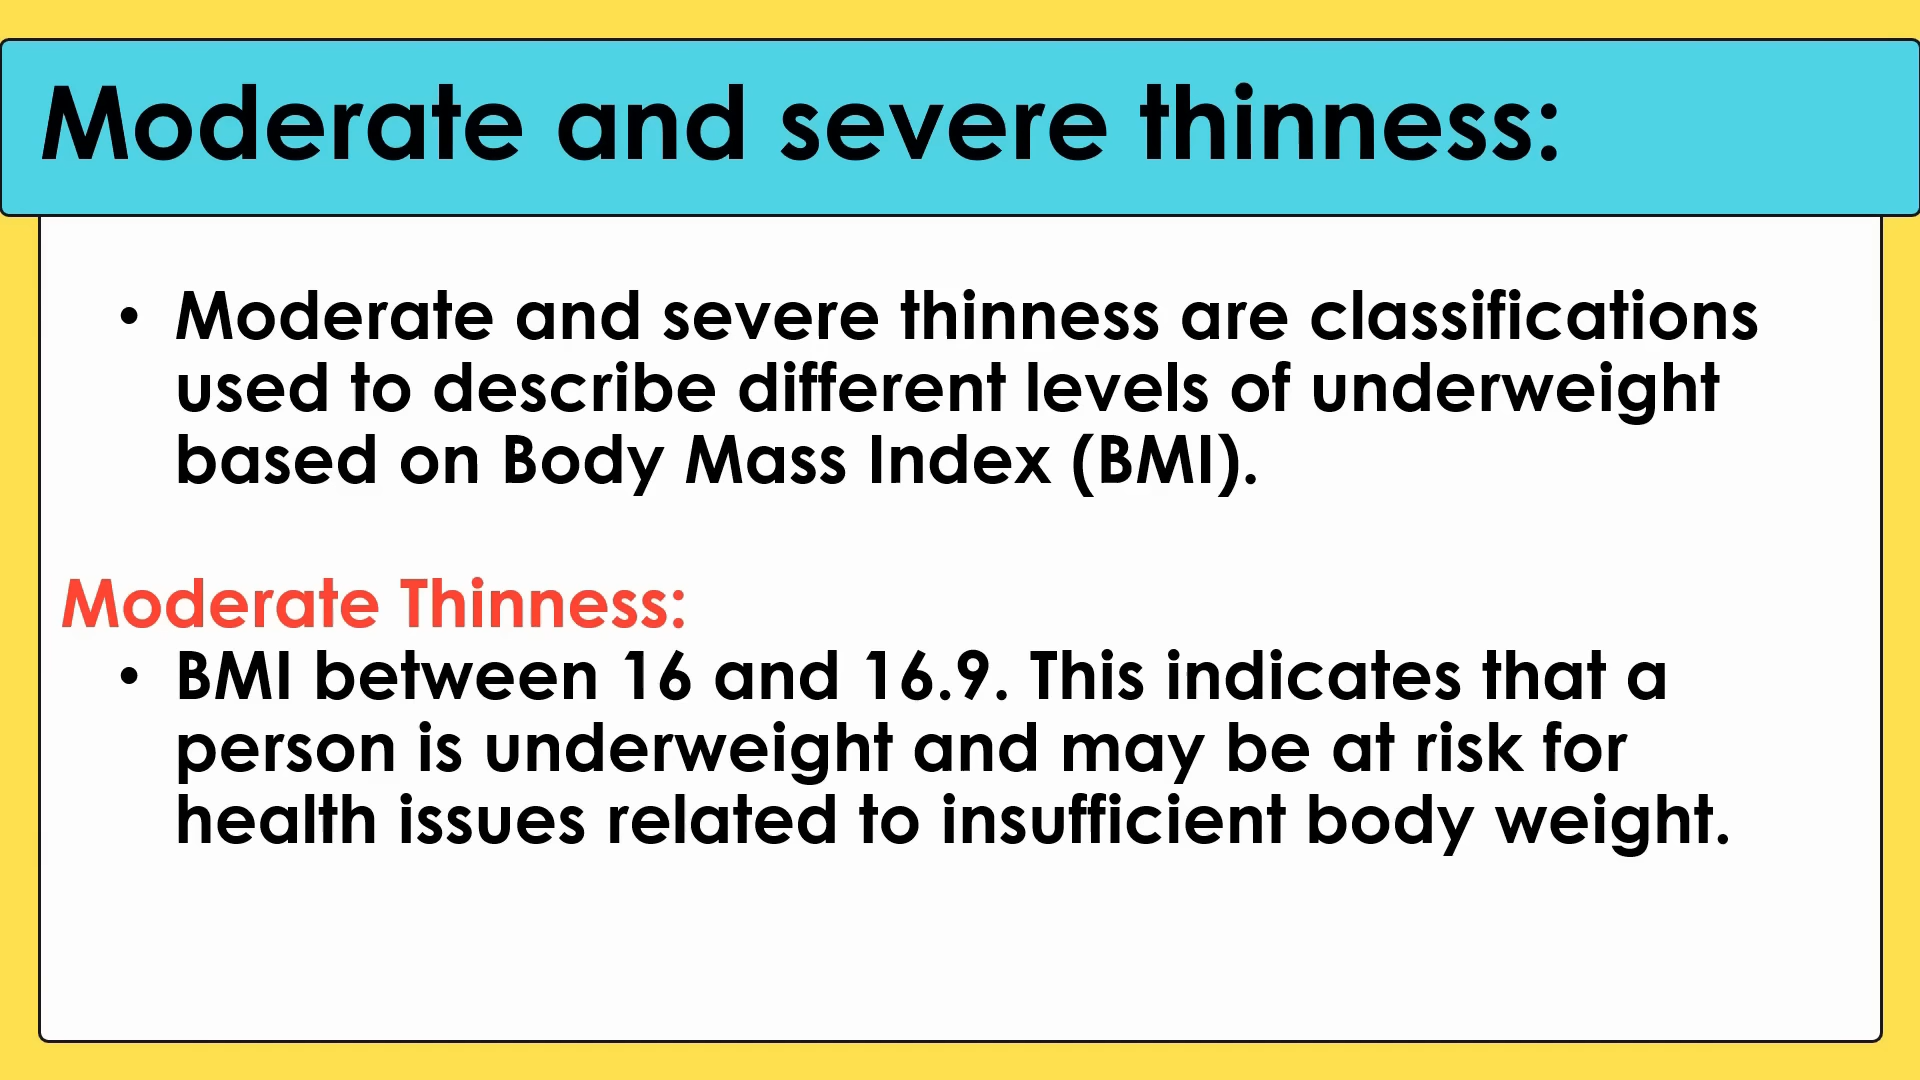 Moderate and severe thinness:
• Moderate and severe thinness are classifications
used to describe different levels of underweight
based on Body Mass Index (BMI).
Moderate Thinness:
• BMI between 16 and 16.9. This indicates that a
person is underweight and may be at risk for
health issues related to insufficient body weight.